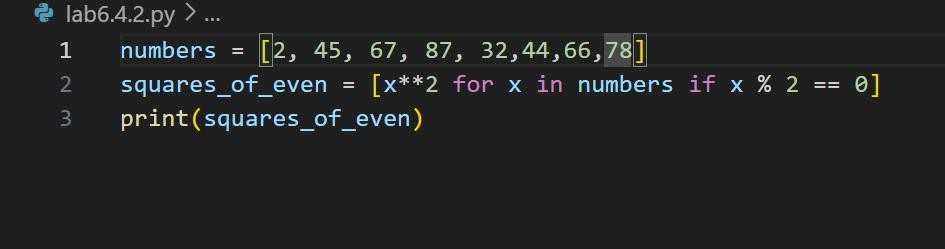 lab6.4.2.py > ...
1 numbers = [2, 45, 67, 87, 32,44,66,78]
2 squares_of_even = [x**2 for x in numbers if x % 2 == 0]
3 print(squares_of_even)